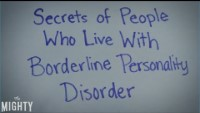 Secrets of People
Who Live With
Borderline Personality
Disorder
THE
MIGHTY